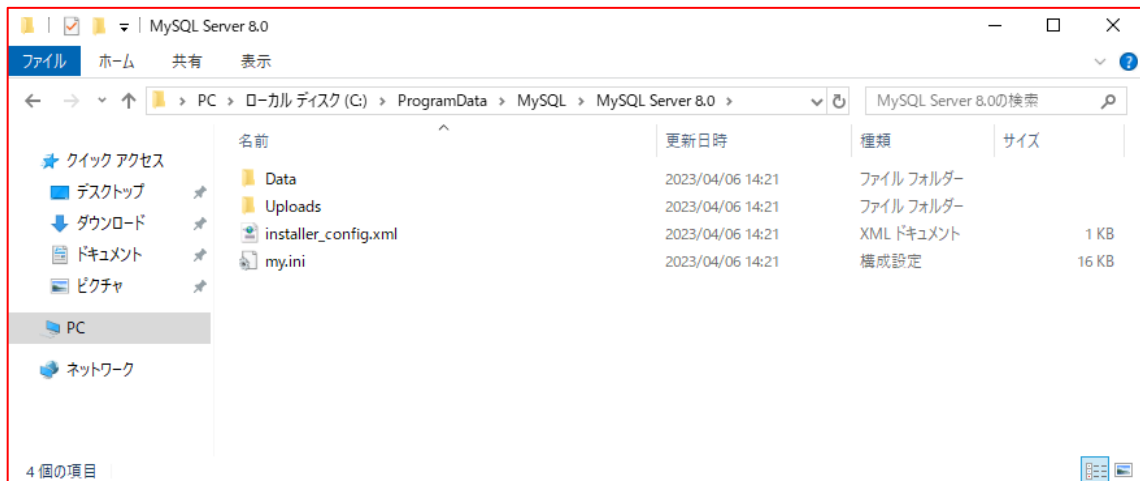 MySQL Server 8.0
ファイル ホーム 共有 表示
PC ローカル ディスク (C:) ProgramData MySQL MySQL Server 8.0 MySQL Server 8.0の検索
名前 更新日時 種類 サイズ
クイック アクセス
デスクトップ
ダウンロード
ドキュメント
ピクチャ
PC
ネットワーク
Data 2023/04/06 14:21 ファイル フォルダー
Uploads 2023/04/06 14:21 ファイル フォルダー
installer_config.xml 2023/04/06 14:21 XML ドキュメント 1 KB
my.ini 2023/04/06 14:21 構成設定 16 KB
4 個の項目